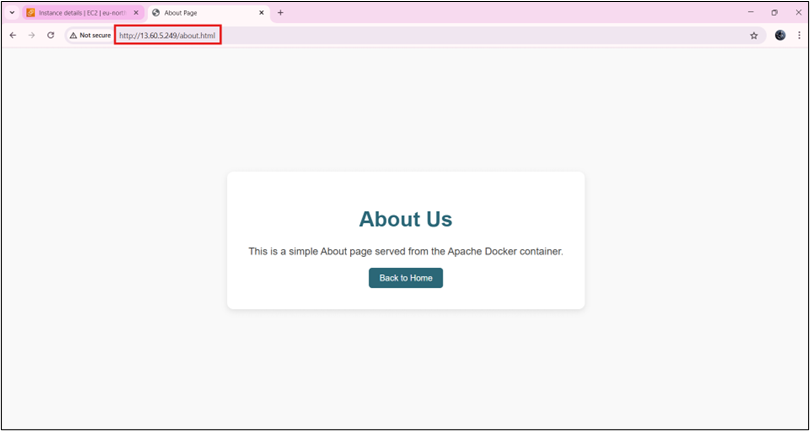 Instance details | EC2 | eu-nort
About Page
Not secure
http://13.60.5.249/about.html
About Us
This is a simple About page served from the Apache Docker container.
Back to Home